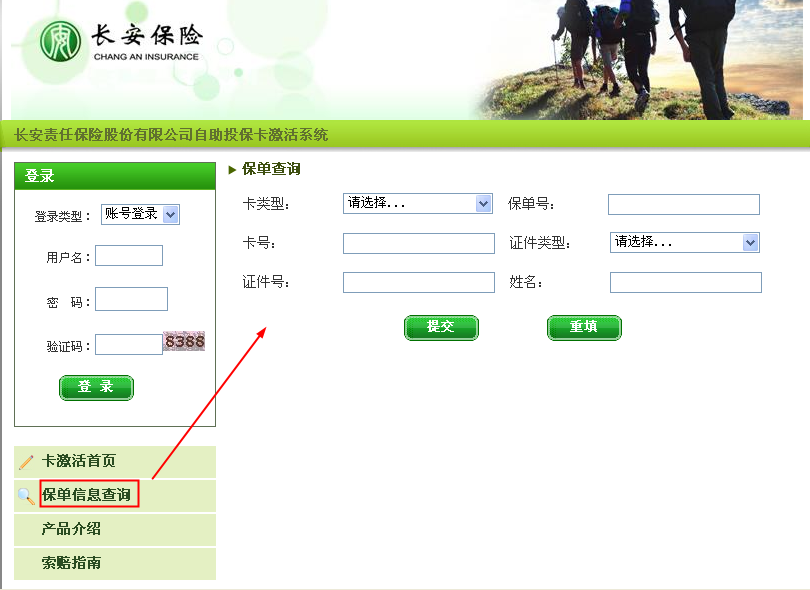 长安保险
CHANG AN INSURANCE
长安责任保险股份有限公司自助投保卡激活系统
登录
登录类型： 账号登录
用户名：
密 码：
验证码： 8388
登 录
卡激活首页
保单信息查询
产品介绍
索赔指南
保单查询
卡类型： 请选择... 保单号：
卡号： 证件类型： 请选择...
证件号： 姓名：
提交 重填